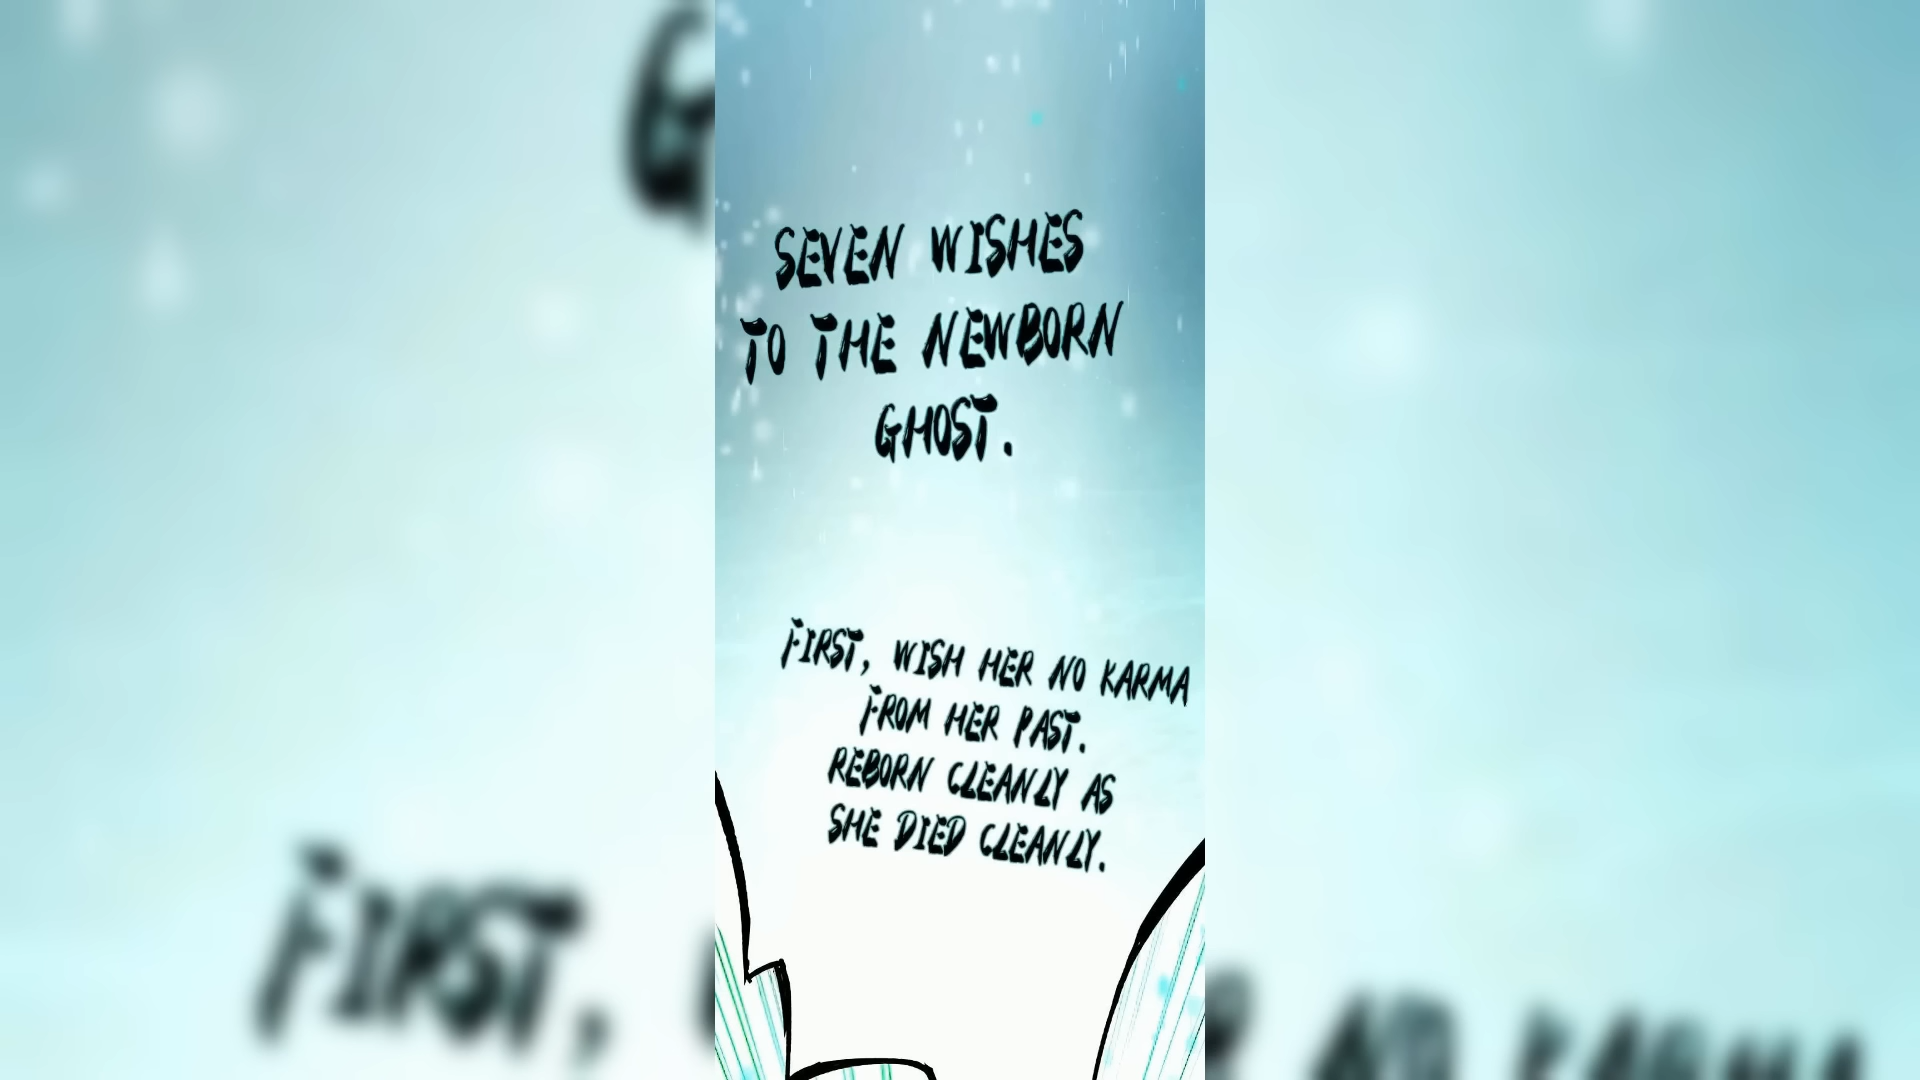 SEVEN WISHES
TO THE NEWBORN
GHOST.
FIRST, WISH HER NO KARMA
FROM HER PAST.
REBORN CLEANLY AS
SHE DIED CLEANLY.